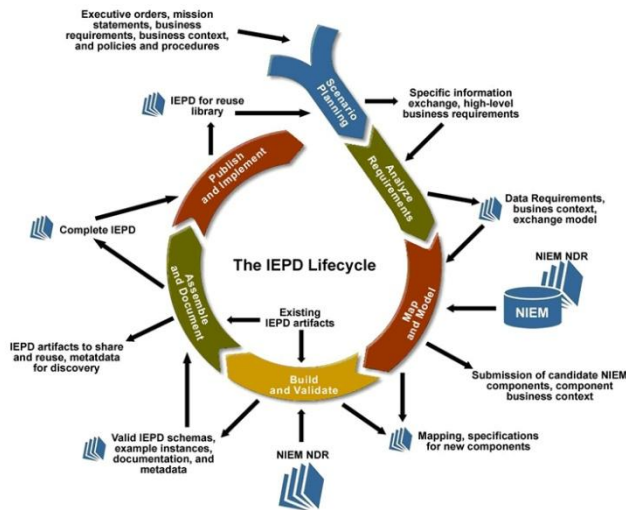 Executive orders, mission
statements, business
requirements, business context,
and policies and procedures
Scenario
Planning
IEPD for reuse
library
Specific information
exchange, high-level
business requirements
Publish
and Implement
Analyze
Requirements
Data Requirements,
busines context,
exchange model
Complete IEPD
The IEPD Lifecycle
NIEM NDR
NIEM
Assemble
and Document
Map
and Model
Existing
IEPD artifacts
IEPD artifacts to share
and reuse, metatdata
for discovery
Build
and Validate
Submission of candidate NIEM
components, component
business context
Valid IEPD schemas,
example instances,
documentation, and
metadata
NIEM NDR
Mapping, specifications
for new components